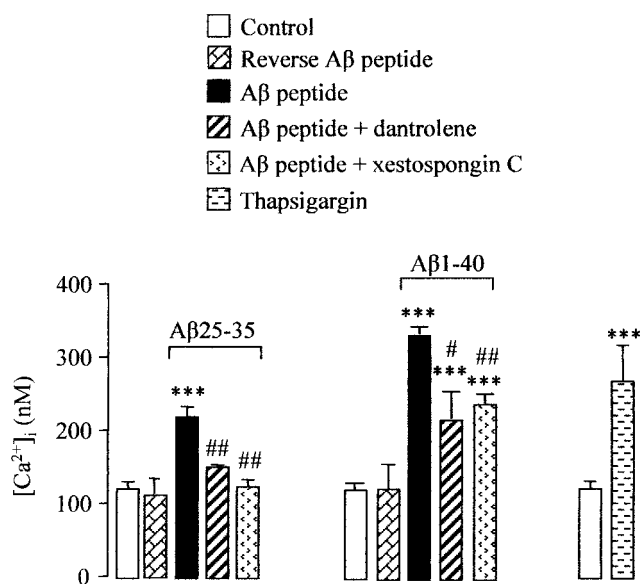 Control
Reverse Aβ peptide
Aβ peptide
Aβ peptide + dantrolene
Aβ peptide + xestospongin C
Thapsigargin
Aβ1-40
400
***
***
Aβ25-35
#
##
300
***
***
***
200
##
##
[Ca²⁺]ᵢ (nM)
100
0